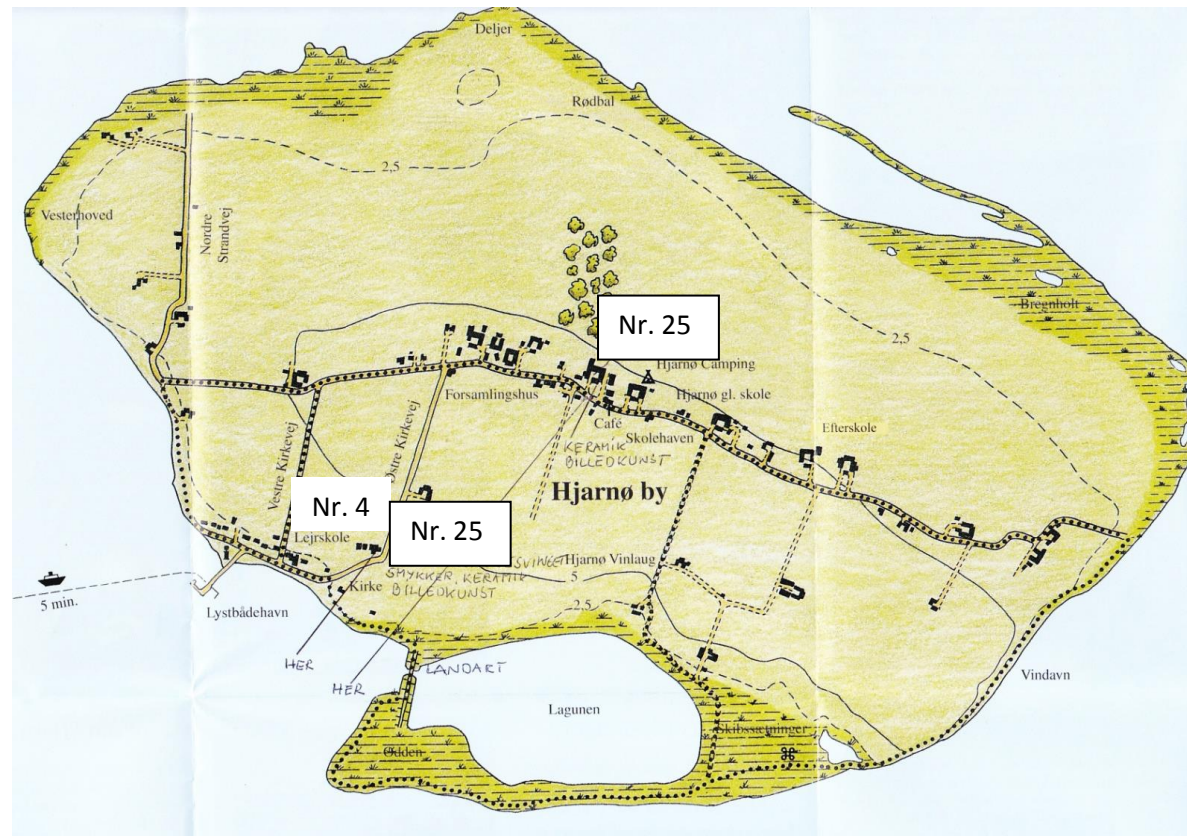 Deljer
Rødbal
2,5
Vesterhoved
Nordre
Strandvej
Bregnholt
Nr. 25
2,5
Hjarnø Camping
Forsamlingshus
Hjarnø gl. skole
Café
Skolehaven
Efterskole
KERAMIK
BILLEDKUNST
Vestre Kirkevej
Østre Kirkevej
Hjarnø by
Nr. 4
Nr. 25
Lejrskole
Hjarnø Vinlaug
SMYKKER, KERAMIK
BILLEDKUNST
5
Kirke
2,5
5 min.
Lystbådehavn
HER
LANDART
HER
Vindavn
Lagunen
Skibssætninger
Odden